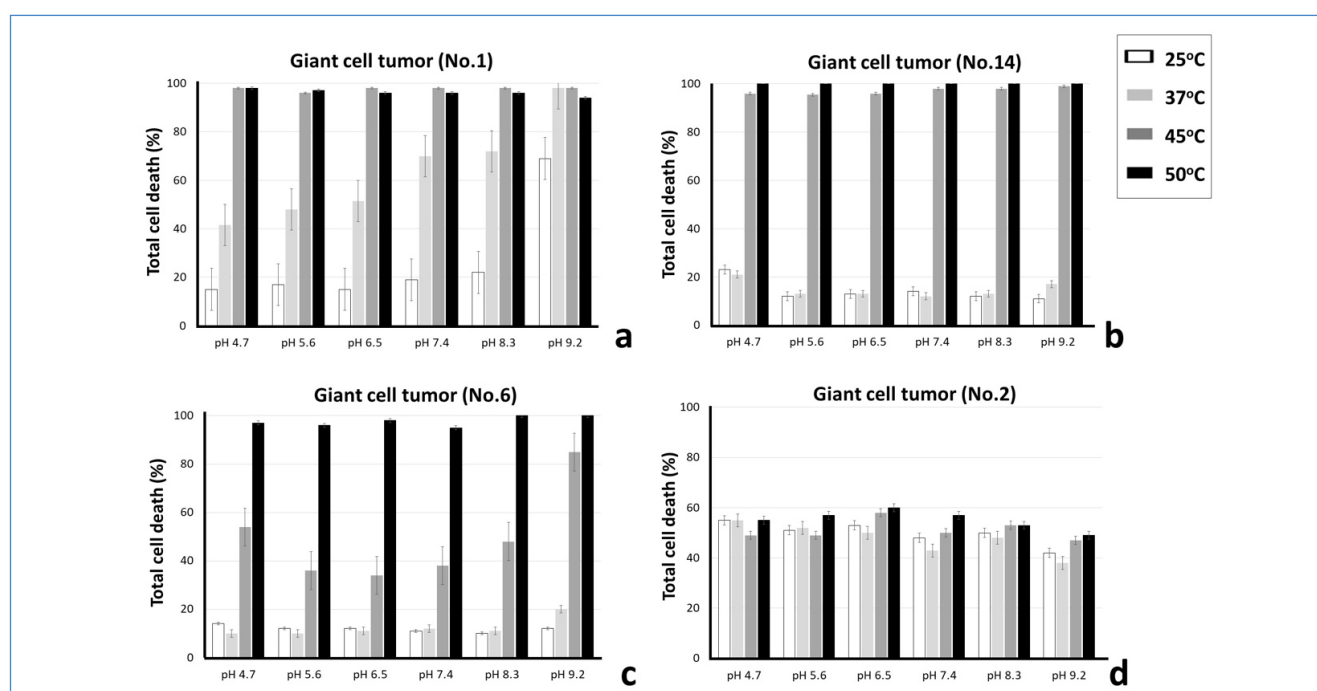 Giant cell tumor (No.1)
Total cell death (%)
100
80
60
40
20
0
pH 4.7 pH 5.6 pH 6.5 pH 7.4 pH 8.3 pH 9.2
a
Giant cell tumor (No.14)
Total cell death (%)
100
80
60
40
20
0
pH 4.7 pH 5.6 pH 6.5 pH 7.4 pH 8.3 pH 9.2
b
25°C
37°C
45°C
50°C
Giant cell tumor (No.6)
Total cell death (%)
100
80
60
40
20
0
pH 4.7 pH 5.6 pH 6.5 pH 7.4 pH 8.3 pH 9.2
c
Giant cell tumor (No.2)
Total cell death (%)
100
80
60
40
20
0
pH 4.7 pH 5.6 pH 6.5 pH 7.4 pH 8.3 pH 9.2
d